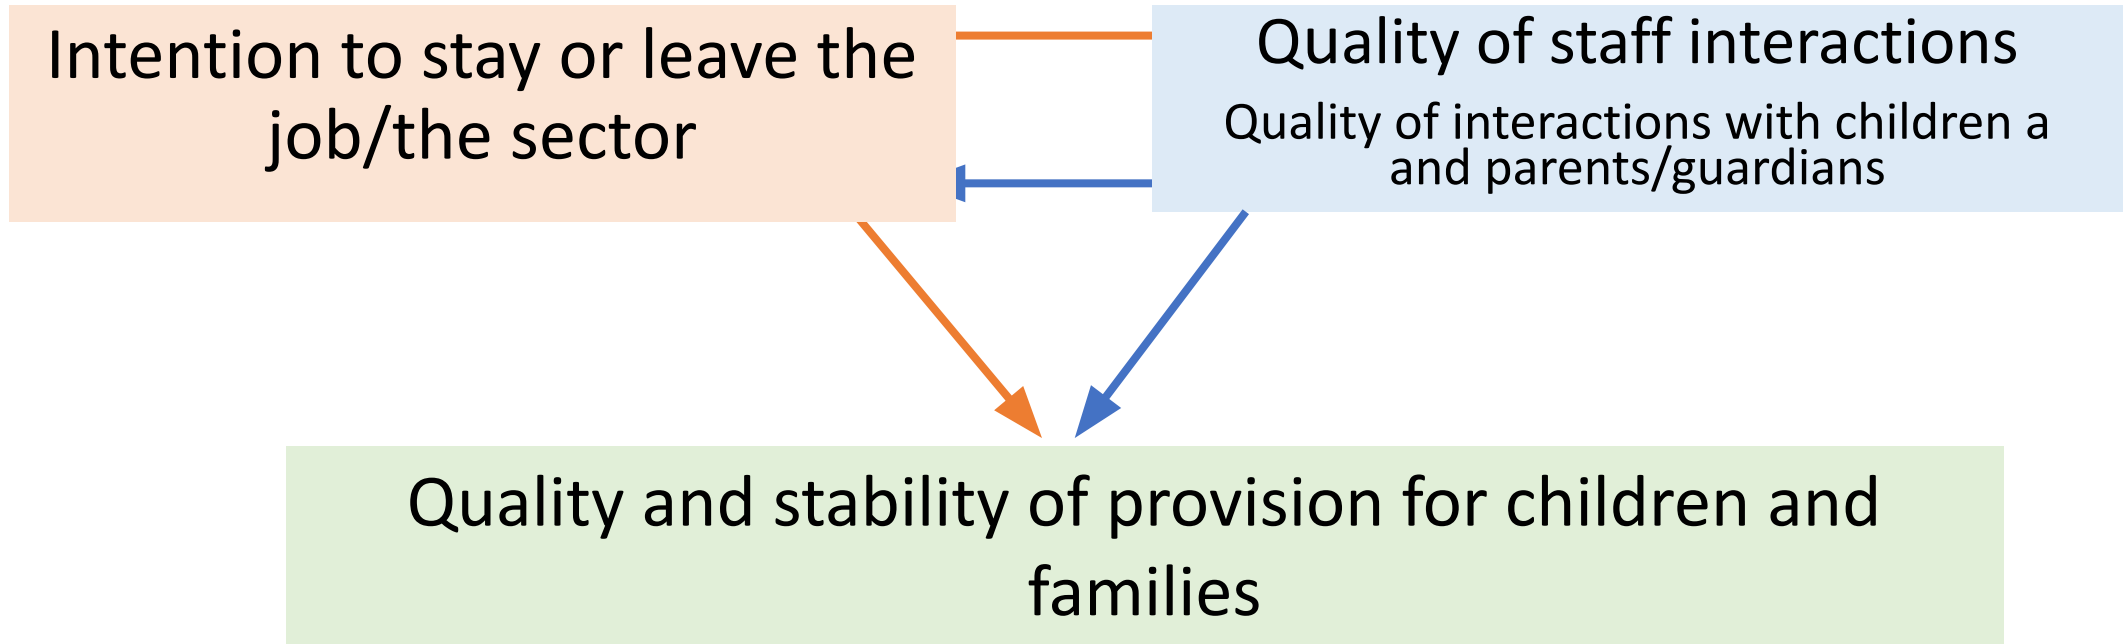 Intention to stay or leave the
job/the sector
Quality of staff interactions
Quality of interactions with children a
and parents/guardians
Quality and stability of provision for children and
families